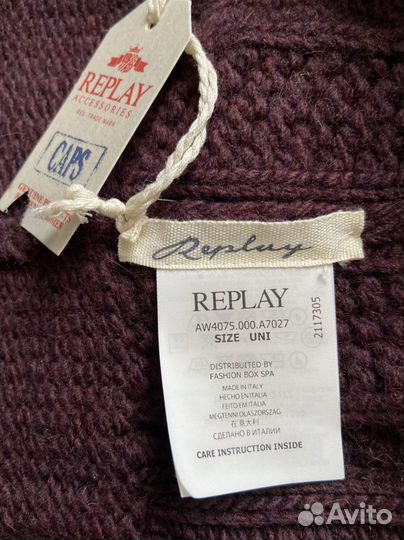 REPLAY
ACCESSORIES
REG. TRADE MARK
CAPS
Replay
REPLAY
AW4075.000.A7027
SIZE UNI
2117305
DISTRIBUTED BY
FASHION BOX SPA
MADE IN ITALY
HECHO EN ITALIA
FEITO EM ITALIA
MEGTENNI OLASZORSZAG
在意大利
СДЕЛАНО В ИТАЛИИ
CARE INSTRUCTION INSIDE
Avito